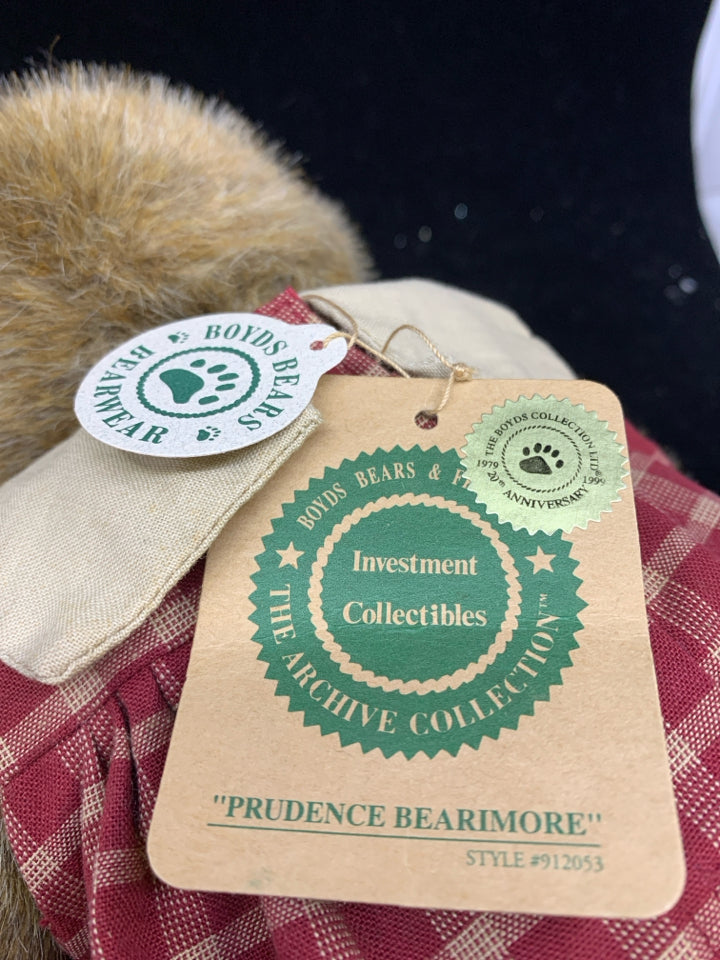 BOYDS BEARS
BEARWEAR
THE BOYDS COLLECTION LTD.
1979 1999
20th ANNIVERSARY
BOYDS BEARS &
Investment
Collectibles
THE ARCHIVE COLLECTION™
"PRUDENCE BEARIMORE"
STYLE #912053